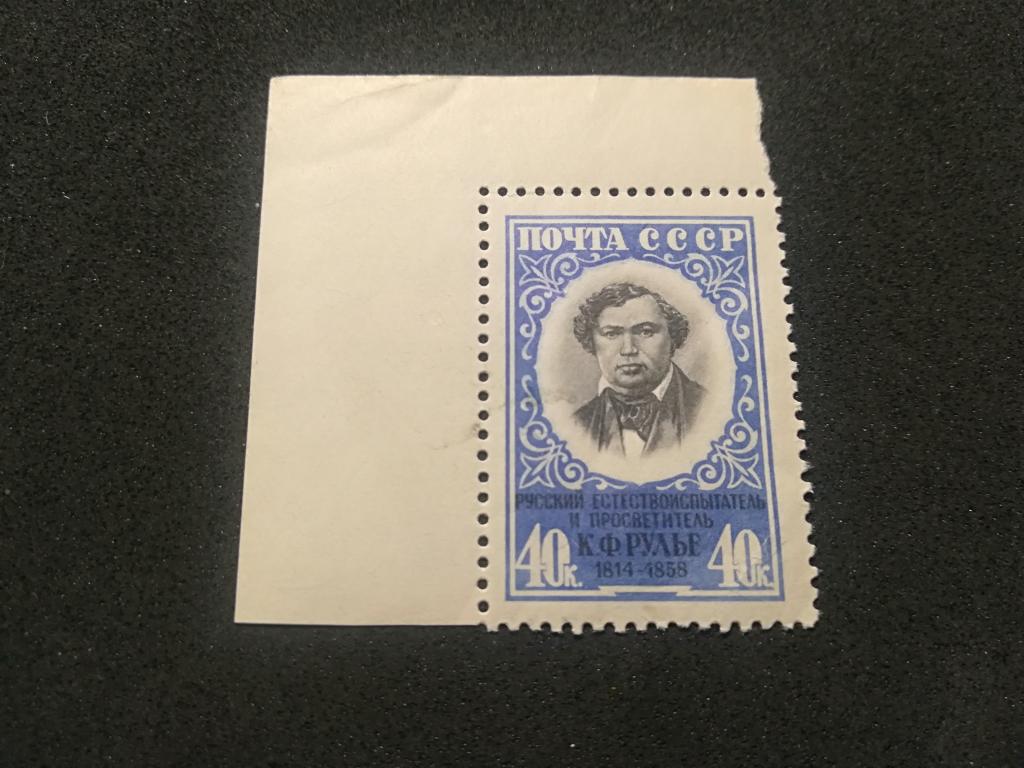 ПОЧТА СССР
РУССКИЙ ЕСТЕСТВОИСПЫТАТЕЛЬ
И ПРОСВЕТИТЕЛЬ
К.Ф.РУЛЬЕ
1814-1858
40к. 40к.